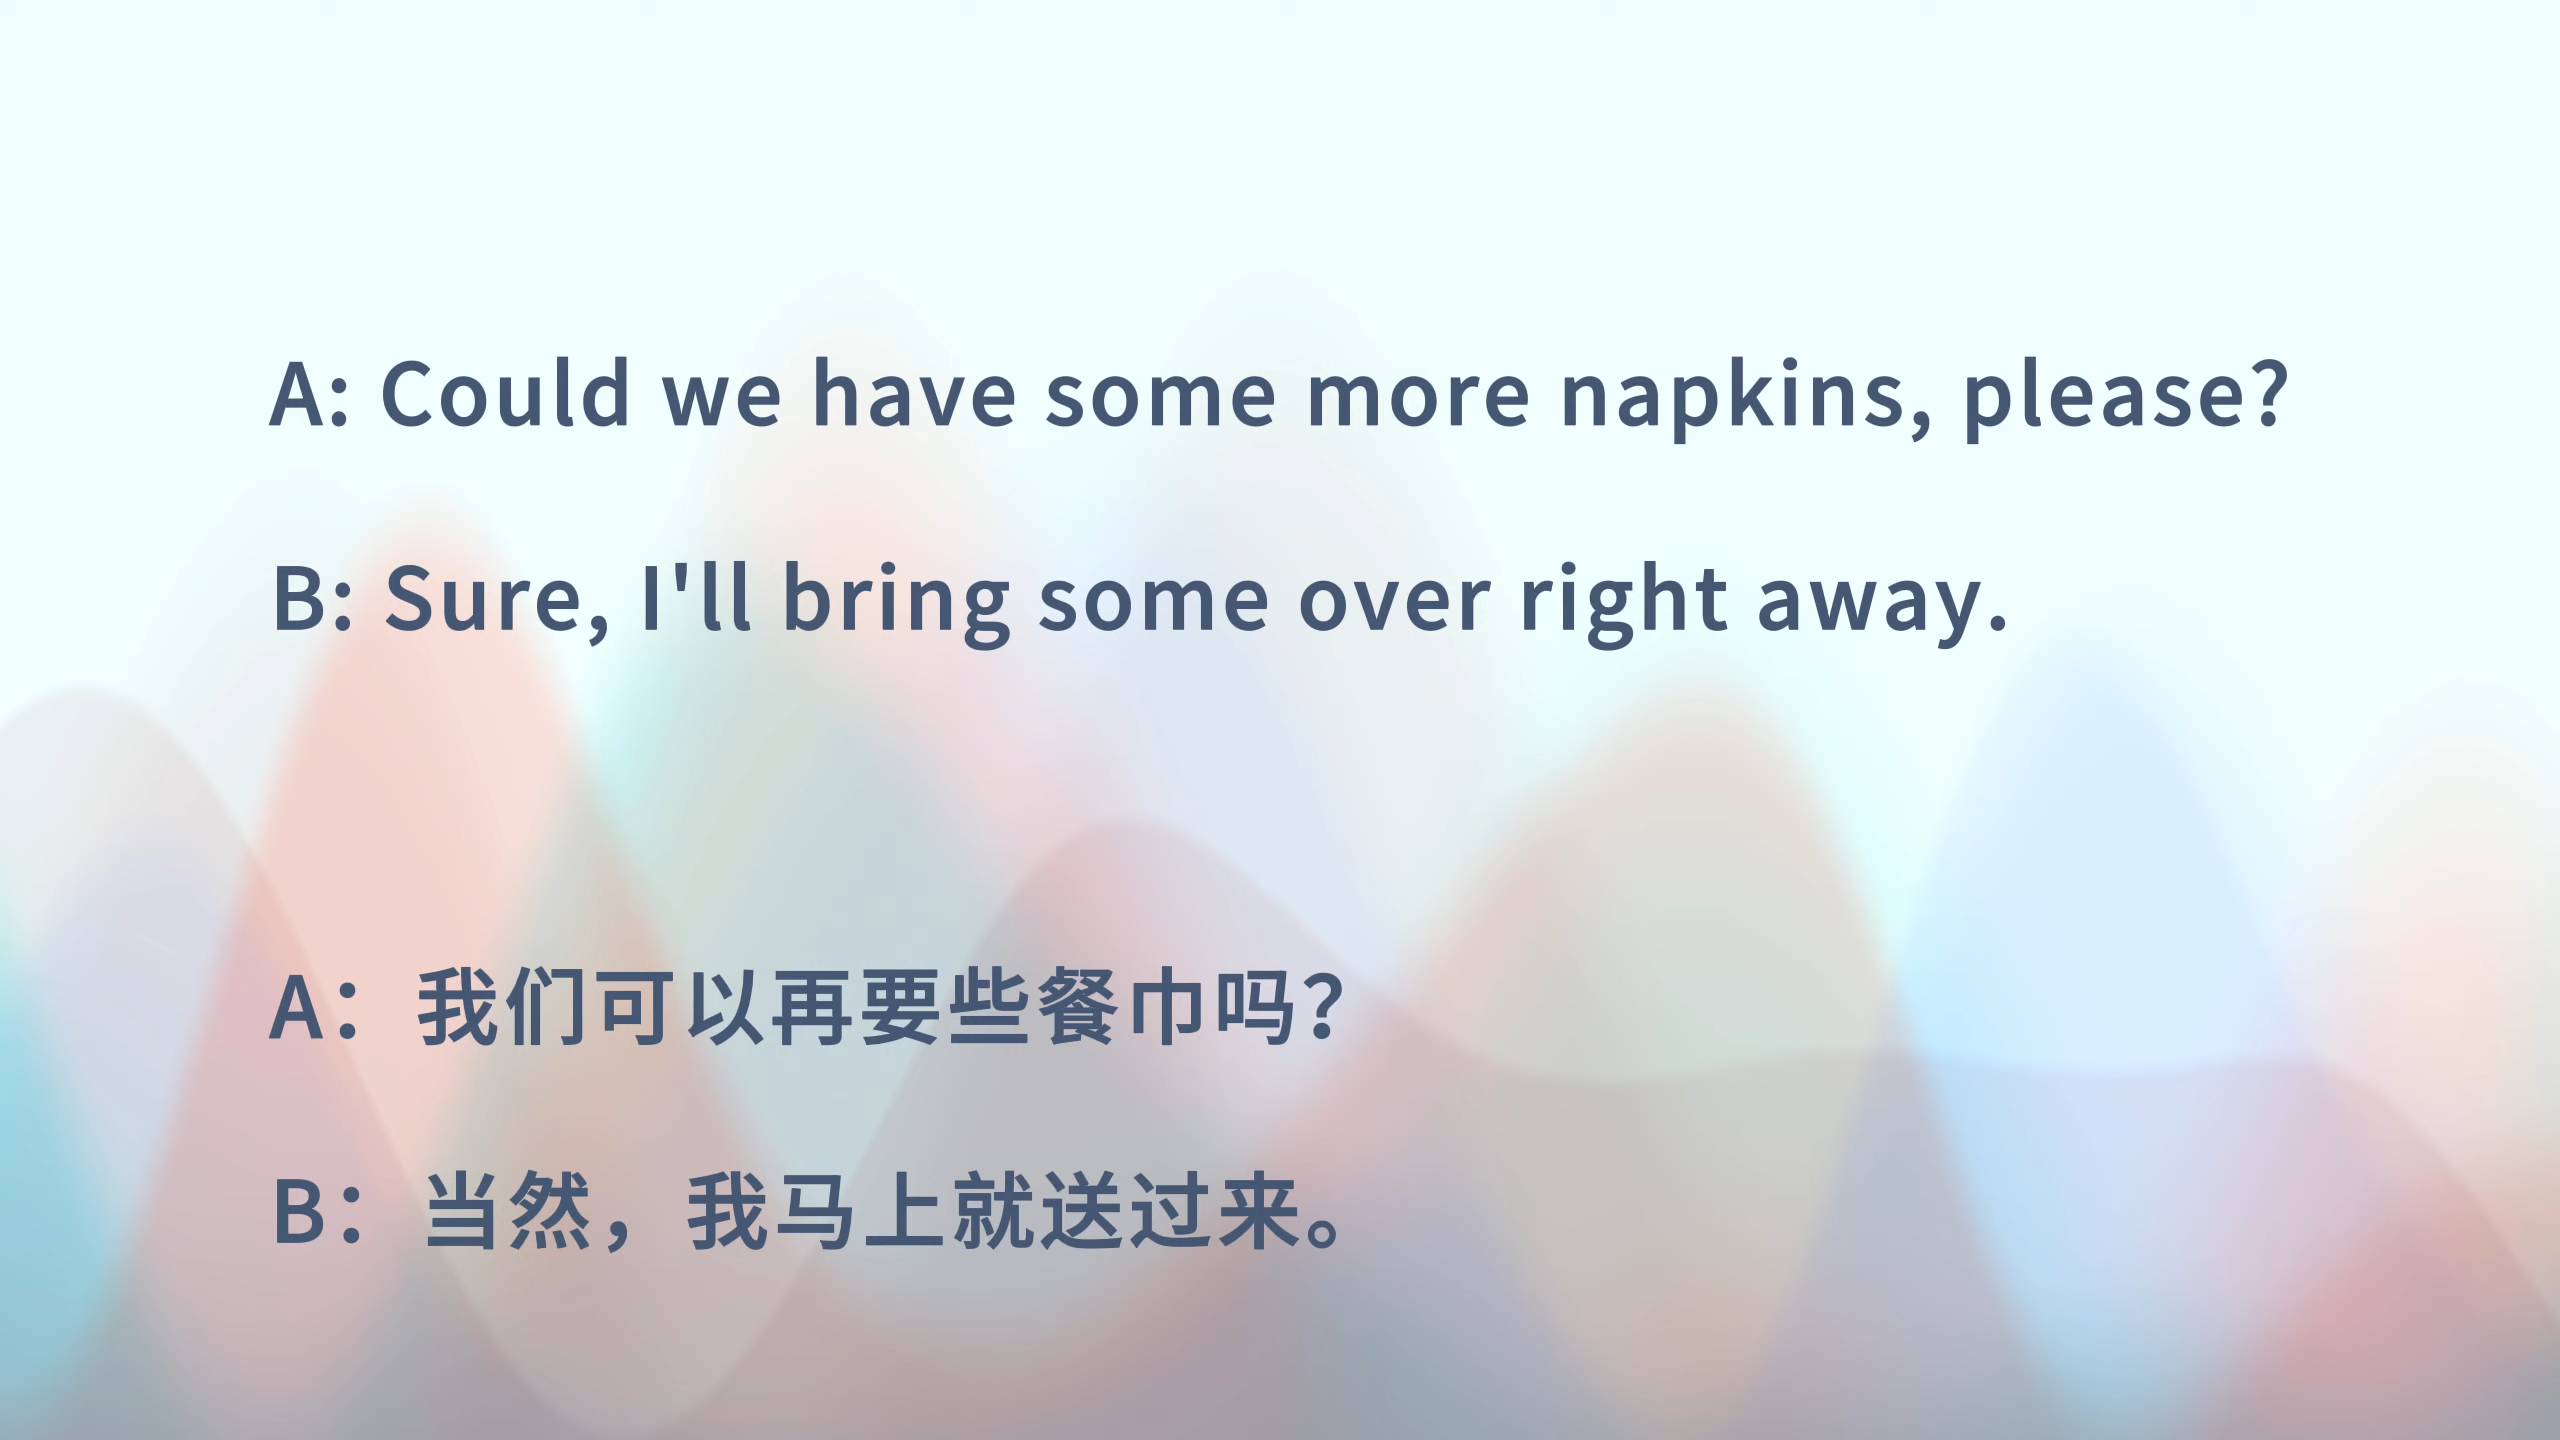 A: Could we have some more napkins, please?
B: Sure, I'll bring some over right away.
A：我们可以再要些餐巾吗？
B：当然，我马上就送过来。